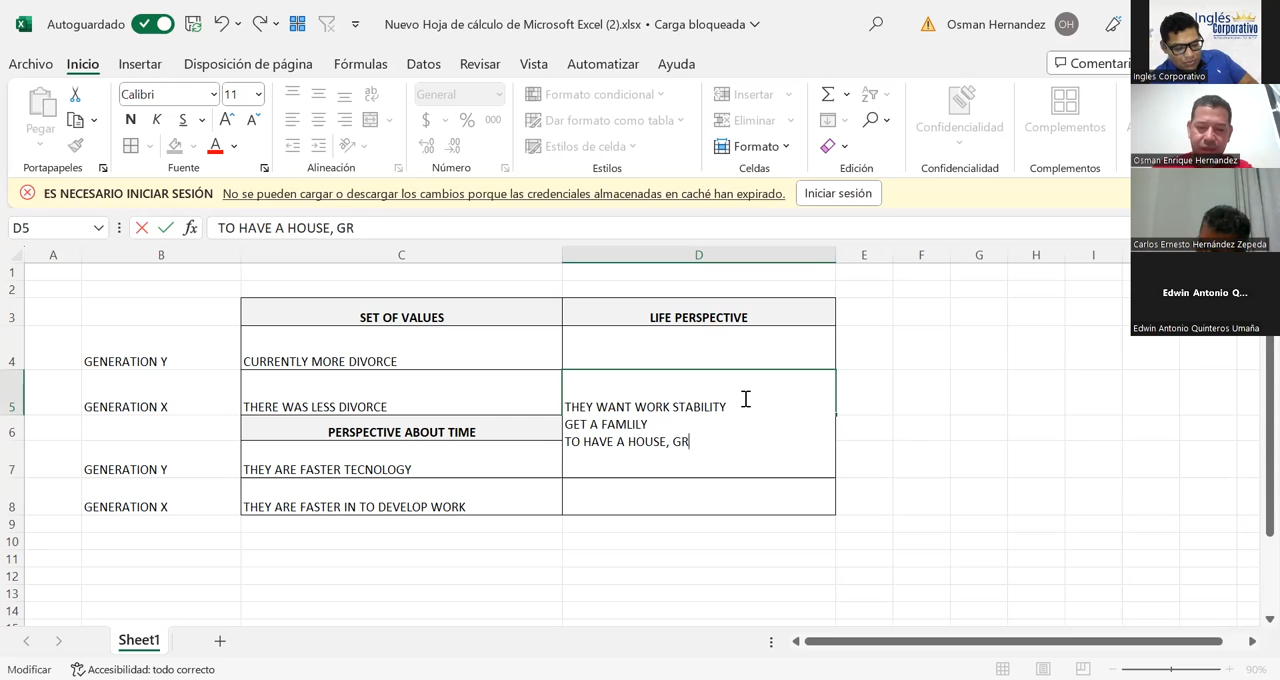 Autoguardado
Nuevo Hoja de cálculo de Microsoft Excel (2).xlsx • Carga bloqueada
Osman Hernandez
OH
Archivo Inicio Insertar Disposición de página Fórmulas Datos Revisar Vista Automatizar Ayuda
Comentari
Pegar
Portapapeles
Calibri 11
N K S
Fuente
Alineación
General
$ % 000
Número
Formato condicional
Dar formato como tabla
Estilos de celda
Estilos
Insertar
Eliminar
Formato
Celdas
Edición
Confidencialidad
Confidencialidad
Complementos
Complementos
ES NECESARIO INICIAR SESIÓN No se pueden cargar o descargar los cambios porque las credenciales almacenadas en caché han expirado. Iniciar sesión
D5 fx TO HAVE A HOUSE, GR
A B C D E F G H I
1
2
3 SET OF VALUES LIFE PERSPECTIVE
4 GENERATION Y CURRENTLY MORE DIVORCE
5 GENERATION X THERE WAS LESS DIVORCE THEY WANT WORK STABILITY
GET A FAMLILY
6 PERSPECTIVE ABOUT TIME TO HAVE A HOUSE, GR
7 GENERATION Y THEY ARE FASTER TECNOLOGY
8 GENERATION X THEY ARE FASTER IN TO DEVELOP WORK
9
10
11
12
13
14
Sheet1
Modificar Accesibilidad: todo correcto 90%
Inglés
Corporativo
Ingles Corporativo
Osman Enrique Hernandez
Carlos Ernesto Hernández Zepeda
Edwin Antonio Q...
Edwin Antonio Quinteros Umaña